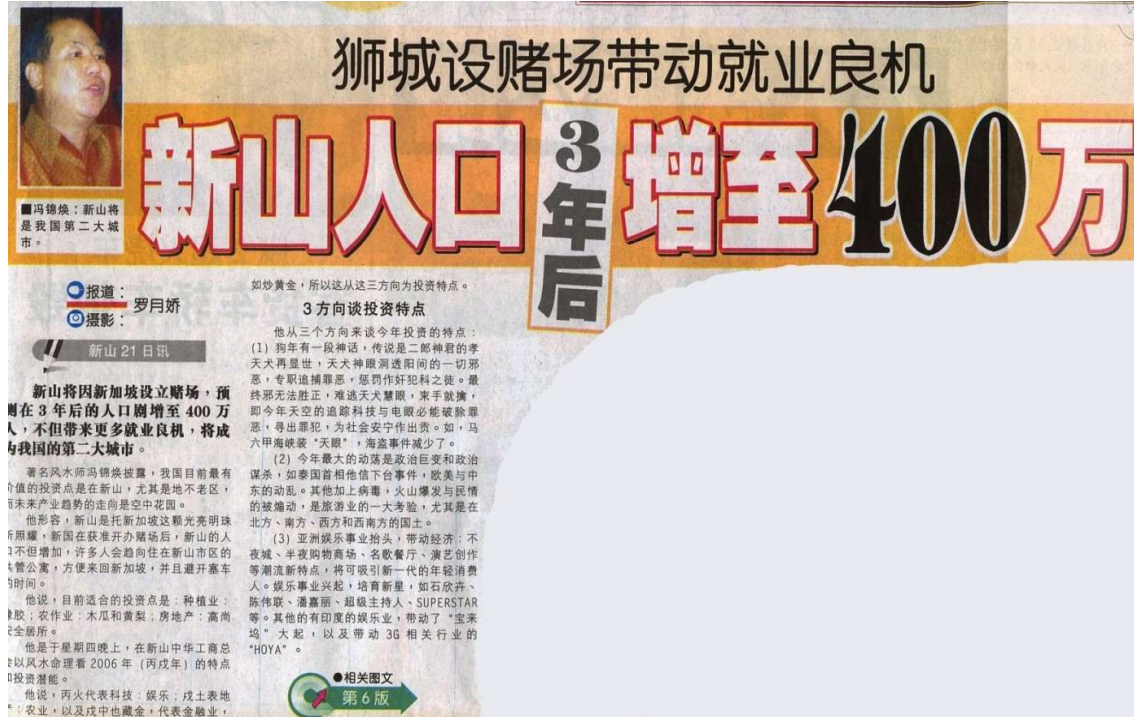 狮城设赌场带动就业良机
新山人口3年后增至400万
■冯锦焕：新山将
是我国第二大城
市。
报道：
摄影：
罗月娇
新山21日讯
新山将因新加坡设立赌场，预
测在3年后的人口剧增至400万
人，不但带来更多就业良机，将成
为我国的第二大城市。
著名风水师冯锦焕披露，我国目前最有
价值的投资点是在新山，尤其是地不老区，
而未来产业趋势的走向是空中花园。
他形容，新山是托新加坡这颗光亮明珠
所照耀，新国在获准开办赌场后，新山的人
口不但增加，许多人会趋向住在新山市区的
共管公寓，方便来回新加坡，并且避开塞车
的时间。
他说，目前适合的投资点是：种植业：
橡胶；农作业：木瓜和黄梨；房地产：高尚
安全居所。
他是于星期四晚上，在新山中华工商总
会以风水命理看2006年（丙戌年）的特点
和投资潜能。
他说，丙火代表科技：娱乐；戌土表地
产：农业，以及戌中也藏金，代表金融业，
如炒黄金，所以这从这三方向为投资特点。
3方向谈投资特点
他从三个方向来谈今年投资的特点：
(1) 狗年有一段神话，传说是二郎神君的孝
天犬再显世，天犬神眼洞透阳间的一切邪
恶，专职追捕罪恶，惩罚作奸犯科之徒。最
终邪无法胜正，难逃天犬慧眼，束手就擒，
即今年天空的追踪科技与电眼必能破除罪
恶，寻出罪犯，为社会安宁作出贡。如，马
六甲海峡装“天眼”，海盗事件减少了。
(2) 今年最大的动荡是政治巨变和政治
谋杀，如泰国首相他信下台事件，欧美与中
东的动乱。其他加上病毒，火山爆发与民情
的被煽动，是旅游业的一大考验，尤其是在
北方、南方、西方和西南方的国土。
(3) 亚洲娱乐事业抬头，带动经济：不
夜城、半夜购物商场、名歌餐厅、演艺创作
等潮流新特点，将可吸引新一代的年轻消费
人。娱乐事业兴起，培育新星，如石欣卉、
陈伟联、潘嘉丽、超级主持人、SUPERSTAR
等。其他的有印度的娱乐业，带动了“宝来
坞”大起，以及带动3G相关行业的
“HOYA”。
●相关图文
第6版